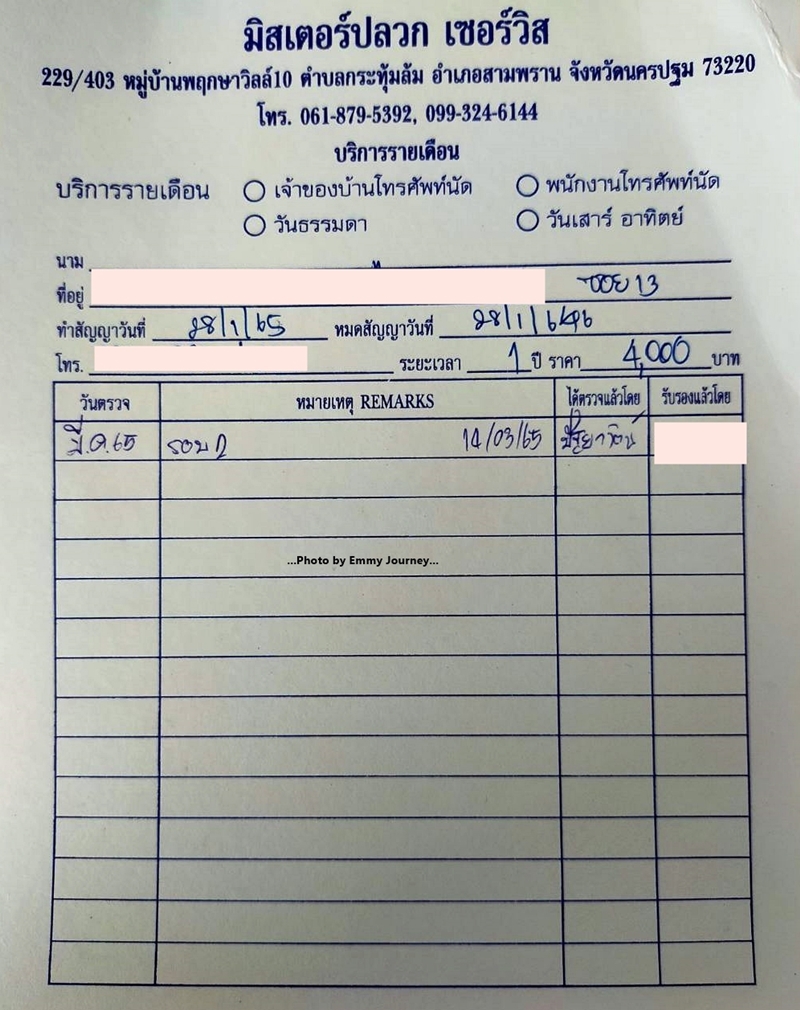 มิสเตอร์ปลวก เซอร์วิส
229/403 หมู่บ้านพฤกษาวิลล์10 ตำบลกระทุ่มล้ม อำเภอสามพราน จังหวัดนครปฐม 73220
โทร. 061-879-5392, 099-324-6144
บริการรายเดือน
บริการรายเดือน เจ้าของบ้านโทรศัพท์นัด พนักงานโทรศัพท์นัด
วันธรรมดา วันเสาร์ อาทิตย์
นาม
ที่อยู่ ซอย 13
ทำสัญญาวันที่ 28/1/65 หมดสัญญาวันที่ 28/1/66
โทร. ระยะเวลา 1 ปี ราคา 4,000 บาท
วันตรวจ หมายเหตุ REMARKS ได้ตรวจแล้วโดย รับรองแล้วโดย
มี.ค.65 รอบ 2 14/03/65
...Photo by Emmy Journey...